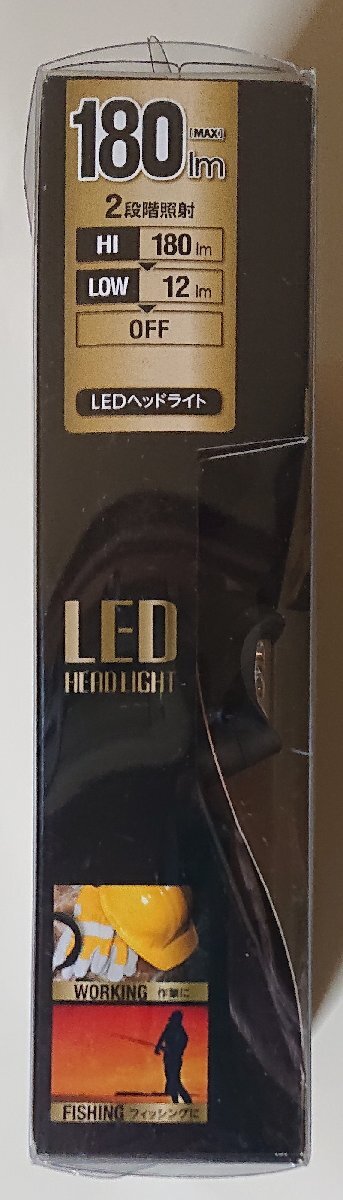 180 [MAX] lm
2段階照射
HI 180 lm
LOW 12 lm
OFF
LEDヘッドライト
LED
HEAD LIGHT
WORKING 作業に
FISHING フィッシングに